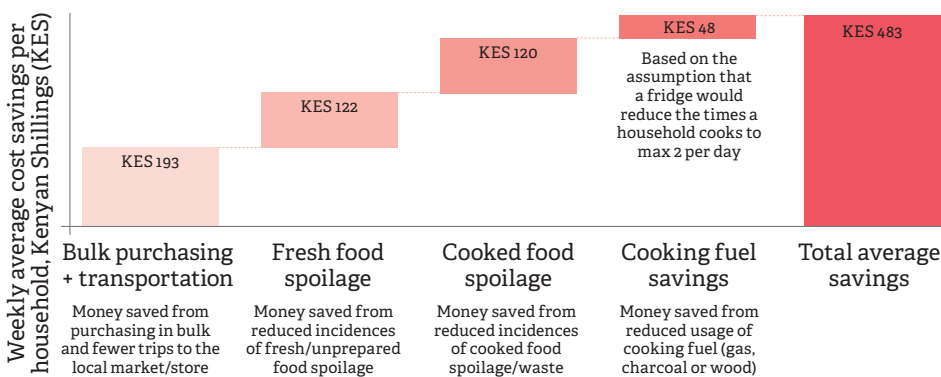 Weekly average cost savings per
household, Kenyan Shillings (KES)
KES 193
KES 122
KES 120
KES 48
Based on the
assumption that
a fridge would
reduce the times a
household cooks to
max 2 per day
KES 483
Bulk purchasing
+ transportation
Money saved from
purchasing in bulk
and fewer trips to the
local market/store
Fresh food
spoilage
Money saved from
reduced incidences
of fresh/unprepared
food spoilage
Cooked food
spoilage
Money saved from
reduced incidences
of cooked food
spoilage/waste
Cooking fuel
savings
Money saved from
reduced usage of
cooking fuel (gas,
charcoal or wood)
Total average
savings